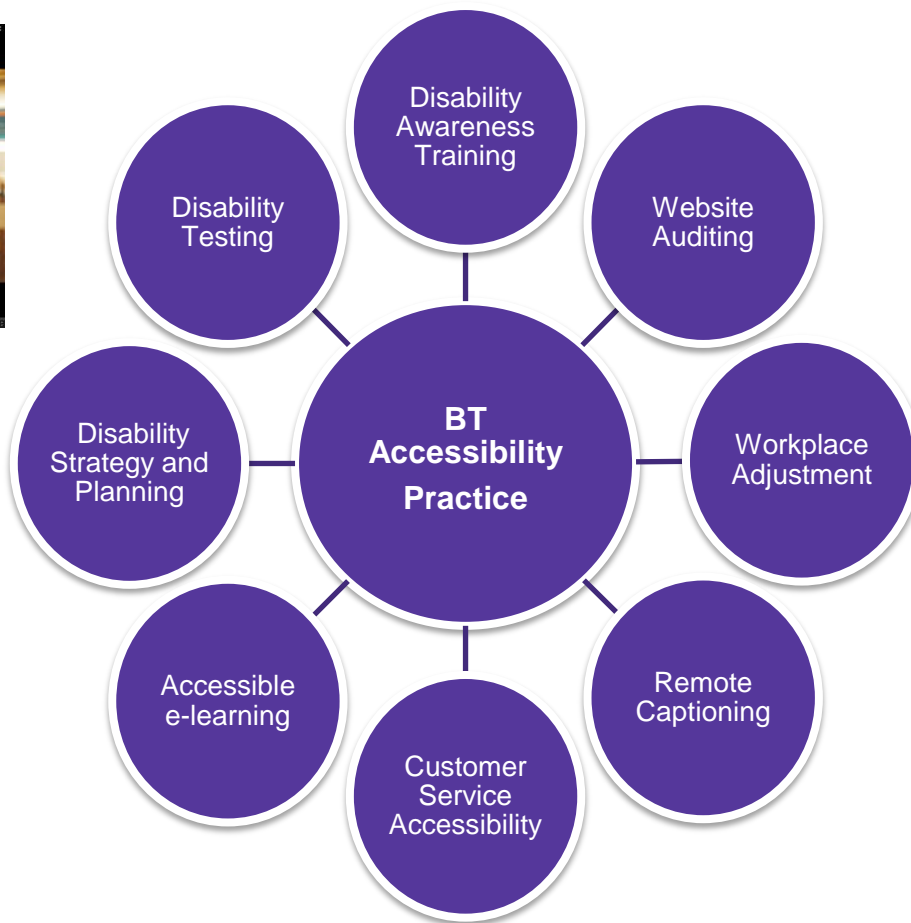 Disability
Awareness
Training
Disability
Testing
Website
Auditing
Disability
Strategy and
Planning
BT
Accessibility
Practice
Workplace
Adjustment
Accessible
e-learning
Remote
Captioning
Customer
Service
Accessibility